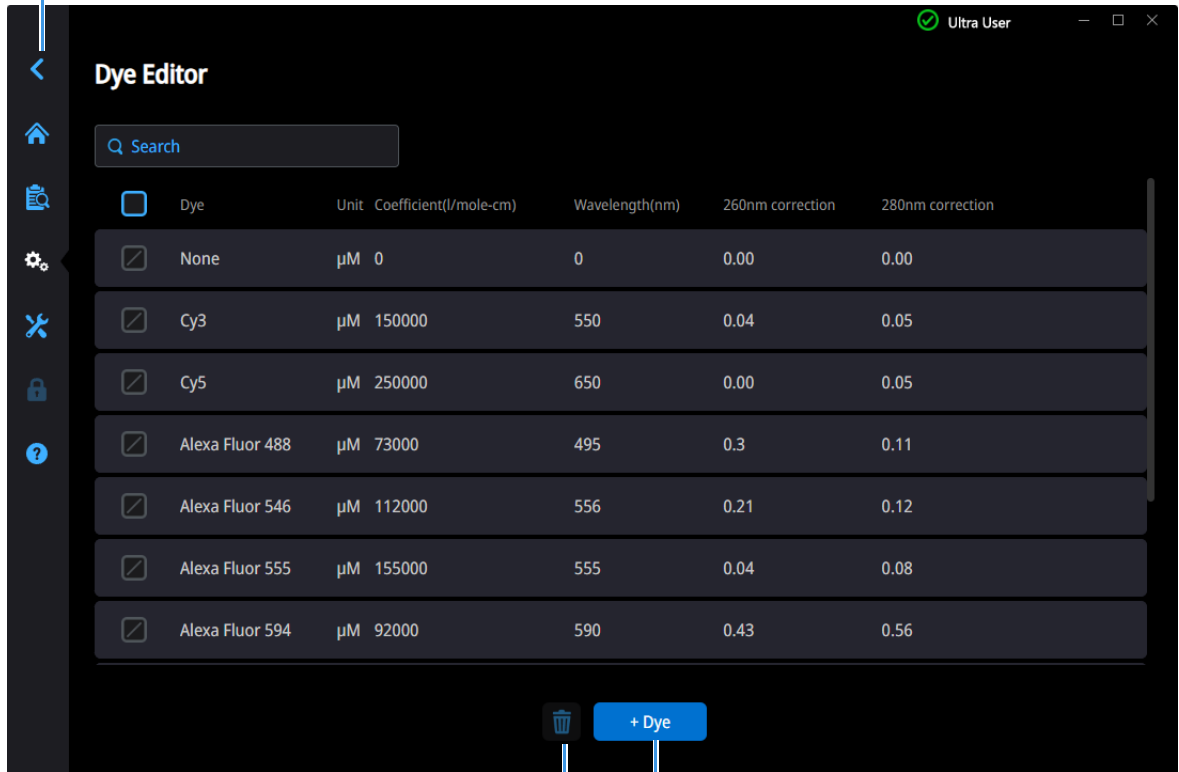 Ultra User
Dye Editor
Search
Dye Unit Coefficient(l/mole-cm) Wavelength(nm) 260nm correction 280nm correction
None µM 0 0 0.00 0.00
Cy3 µM 150000 550 0.04 0.05
Cy5 µM 250000 650 0.00 0.05
Alexa Fluor 488 µM 73000 495 0.3 0.11
Alexa Fluor 546 µM 112000 556 0.21 0.12
Alexa Fluor 555 µM 155000 555 0.04 0.08
Alexa Fluor 594 µM 92000 590 0.43 0.56
+ Dye